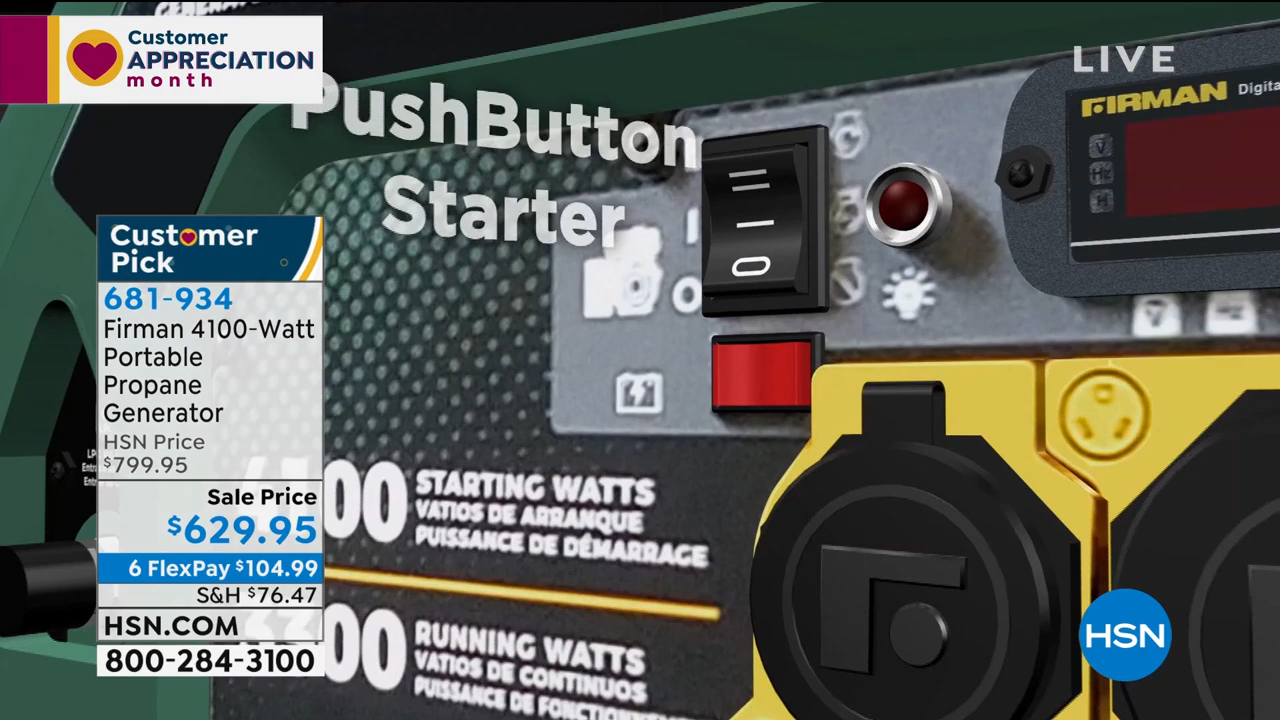 Customer
APPRECIATION
month
LIVE
PushButton
Starter
FIRMAN
V
Hz
H
III
I
O
Customer
Pick
681-934
Firman 4100-Watt
Portable
Propane
Generator
HSN Price
$799.95
Sale Price
$629.95
6 FlexPay $104.99
S&H $76.47
HSN.COM
800-284-3100
STARTING WATTS
VATIOS DE ARRANQUE
PUISSANCE DE DÉMARRAGE
RUNNING WATTS
VATIOS DE CONTINUOS
HSN